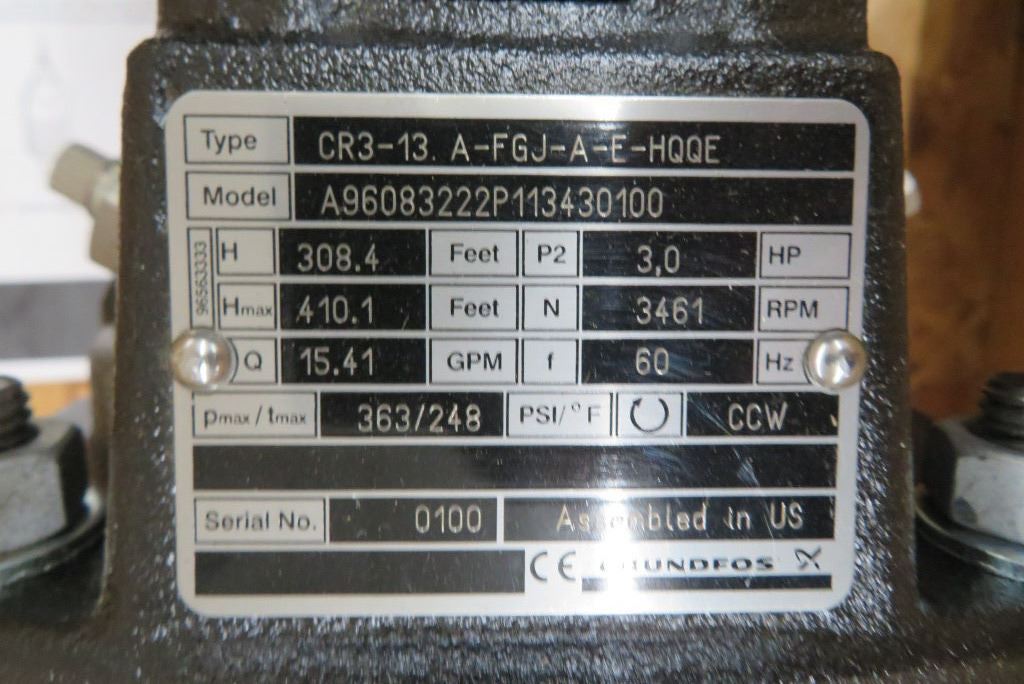 Type CR3-13 A-FGJ-A-E-HQQE
Model A96083222P113430100
96563333
H 308.4 Feet P2 3,0 HP
Hmax 410.1 Feet N 3461 RPM
Q 15.41 GPM f 60 Hz
pmax/tmax 363/248 PSI/°F CCW
Serial No. 0100 Assembled in US
CE GRUNDFOS